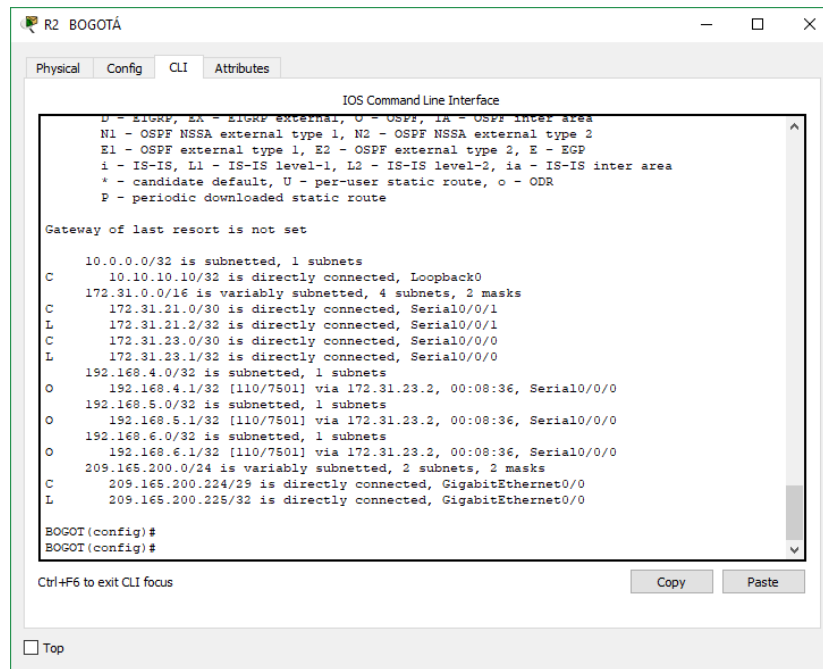 R2 BOGOTÁ
Physical Config CLI Attributes
IOS Command Line Interface
D - EIGRP, EX - EIGRP external, O - OSPF, IA - OSPF inter area
N1 - OSPF NSSA external type 1, N2 - OSPF NSSA external type 2
E1 - OSPF external type 1, E2 - OSPF external type 2, E - EGP
i - IS-IS, L1 - IS-IS level-1, L2 - IS-IS level-2, ia - IS-IS inter area
* - candidate default, U - per-user static route, o - ODR
P - periodic downloaded static route
Gateway of last resort is not set
10.0.0.0/32 is subnetted, 1 subnets
C 10.10.10.10/32 is directly connected, Loopback0
172.31.0.0/16 is variably subnetted, 4 subnets, 2 masks
C 172.31.21.0/30 is directly connected, Serial0/0/1
L 172.31.21.2/32 is directly connected, Serial0/0/1
C 172.31.23.0/30 is directly connected, Serial0/0/0
L 172.31.23.1/32 is directly connected, Serial0/0/0
192.168.4.0/32 is subnetted, 1 subnets
O 192.168.4.1/32 [110/7501] via 172.31.23.2, 00:08:36, Serial0/0/0
192.168.5.0/32 is subnetted, 1 subnets
O 192.168.5.1/32 [110/7501] via 172.31.23.2, 00:08:36, Serial0/0/0
192.168.6.0/32 is subnetted, 1 subnets
O 192.168.6.1/32 [110/7501] via 172.31.23.2, 00:08:36, Serial0/0/0
209.165.200.0/24 is variably subnetted, 2 subnets, 2 masks
C 209.165.200.224/29 is directly connected, GigabitEthernet0/0
L 209.165.200.225/32 is directly connected, GigabitEthernet0/0
BOGOT(config)#
BOGOT(config)#
Ctrl+F6 to exit CLI focus
Copy Paste
Top